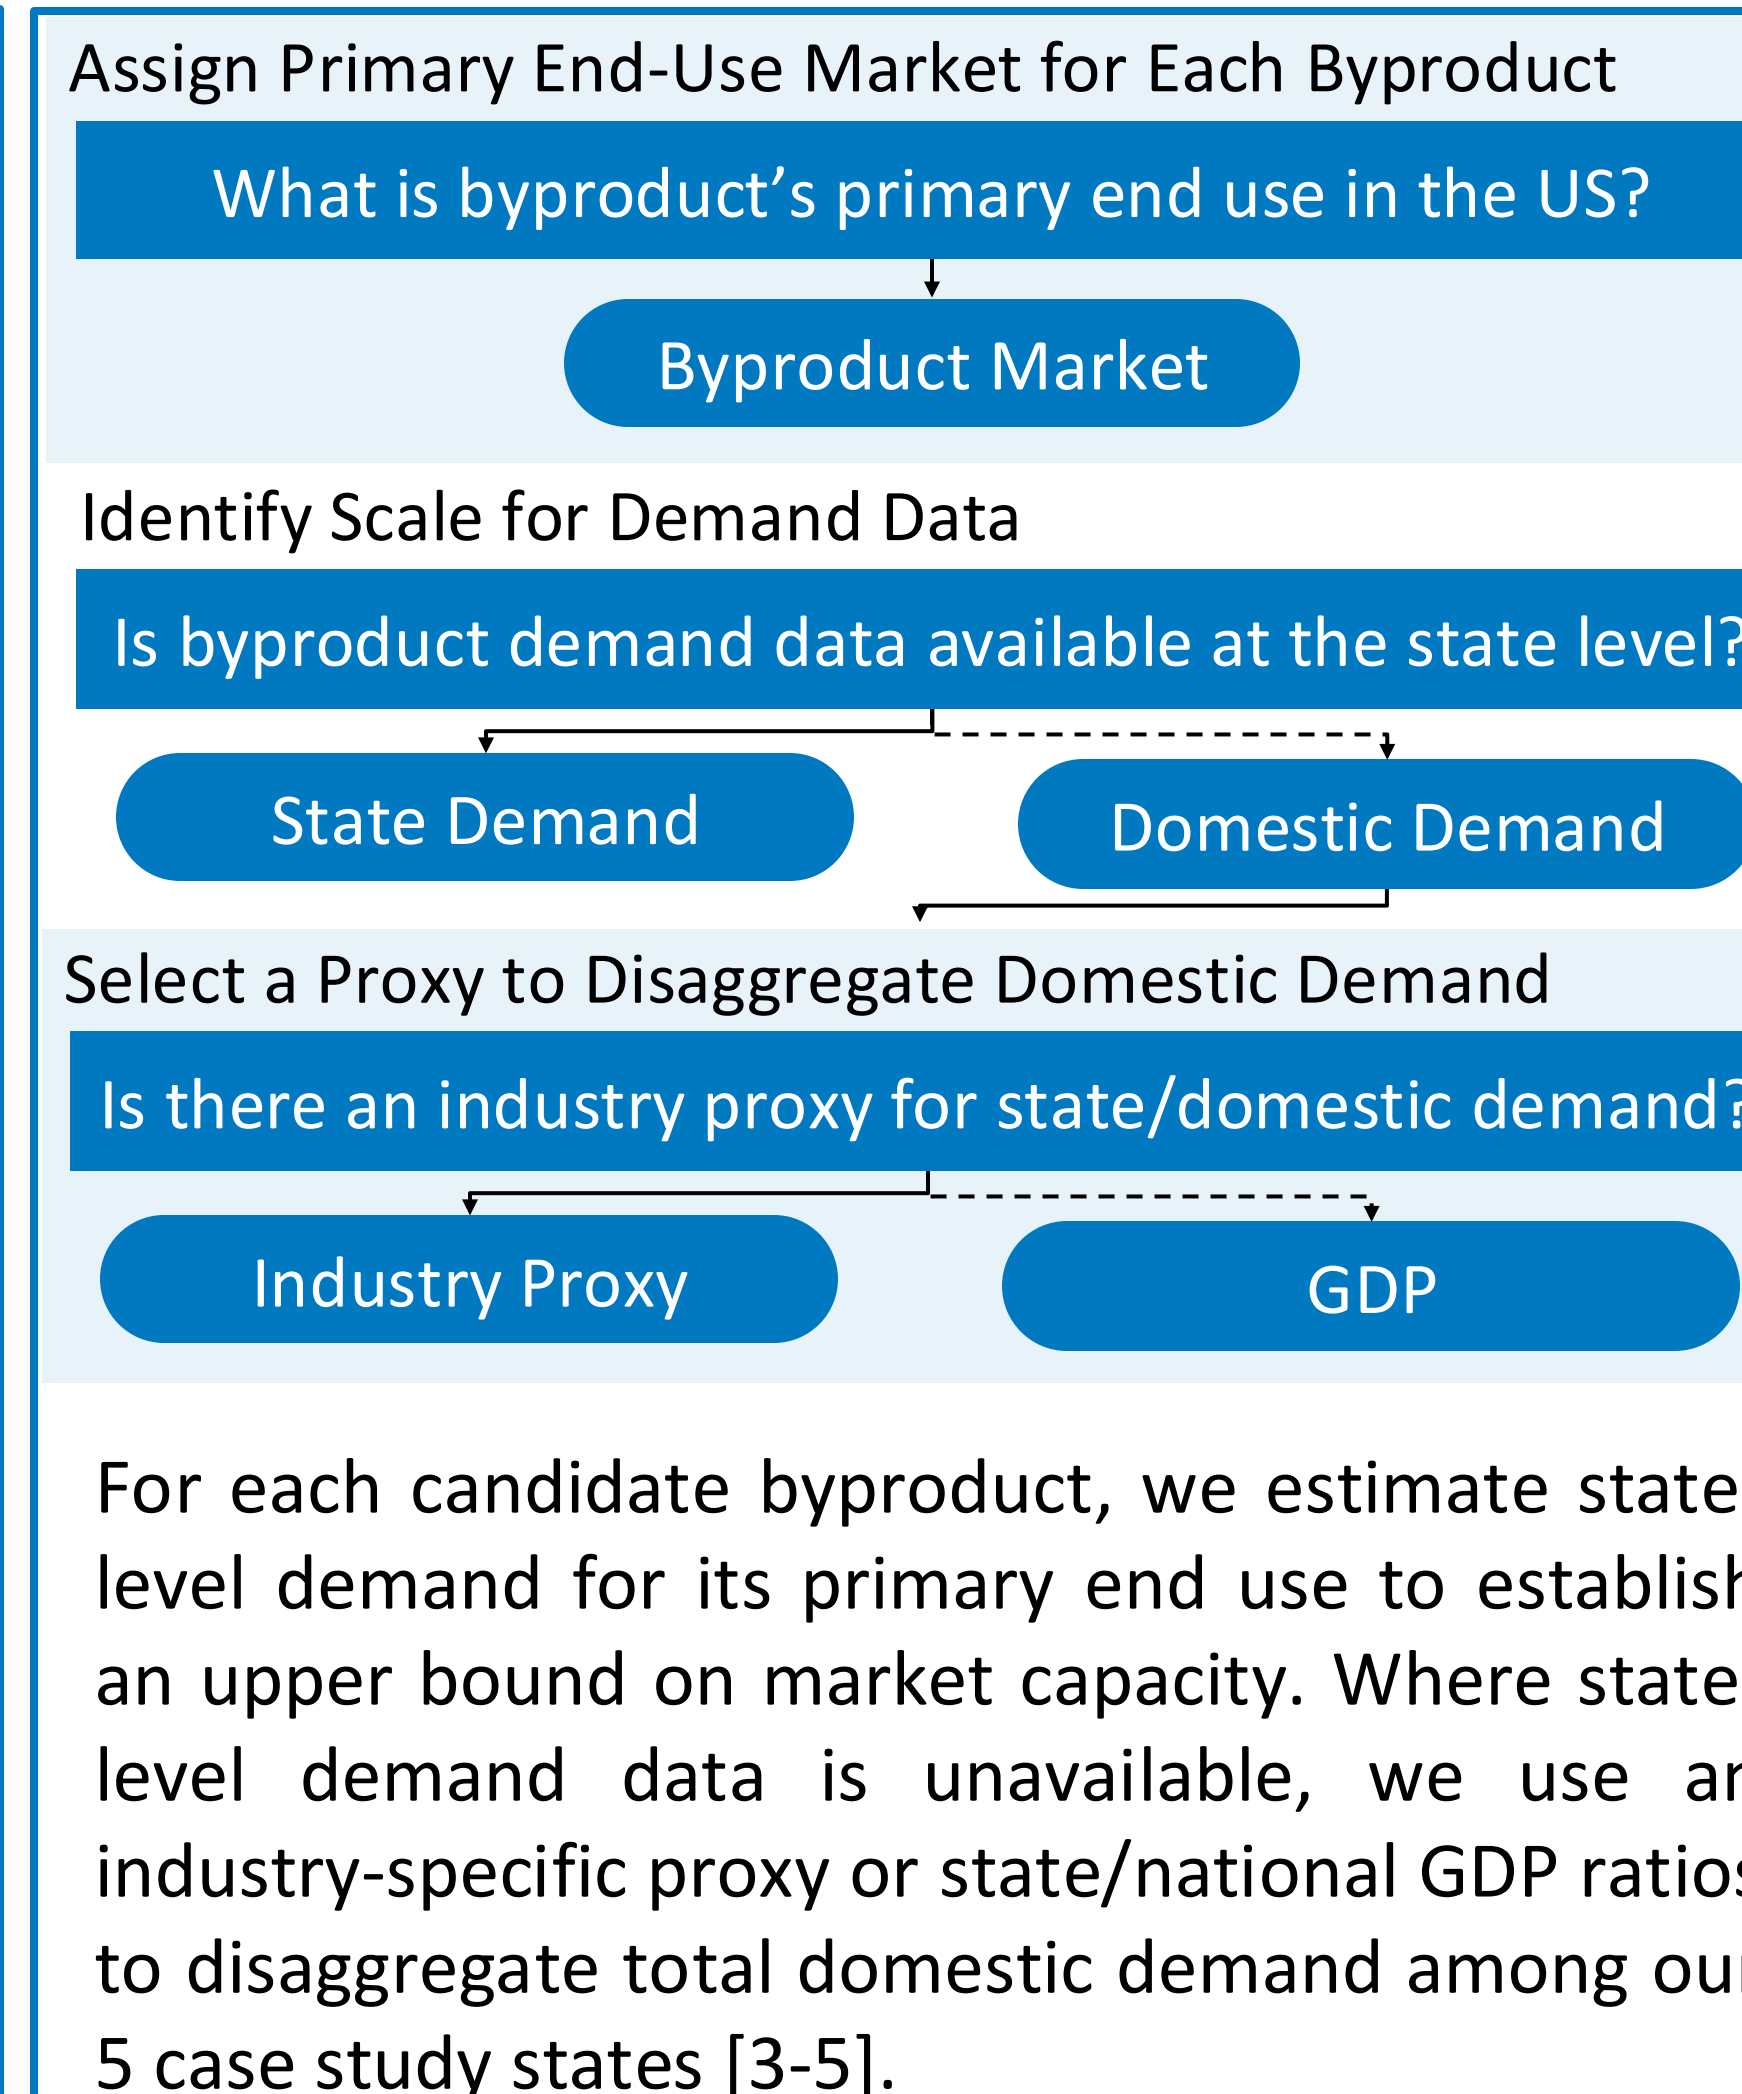 Assign Primary End-Use Market for Each Byproduct
What is byproduct’s primary end use in the US?
Byproduct Market
Identify Scale for Demand Data
Is byproduct demand data available at the state level?
State Demand
Domestic Demand
Select a Proxy to Disaggregate Domestic Demand
Is there an industry proxy for state/domestic demand?
Industry Proxy
GDP
For each candidate byproduct, we estimate state
level demand for its primary end use to establish
an upper bound on market capacity. Where state
level demand data is unavailable, we use an
industry-specific proxy or state/national GDP ratios
to disaggregate total domestic demand among our
5 case study states [3-5].